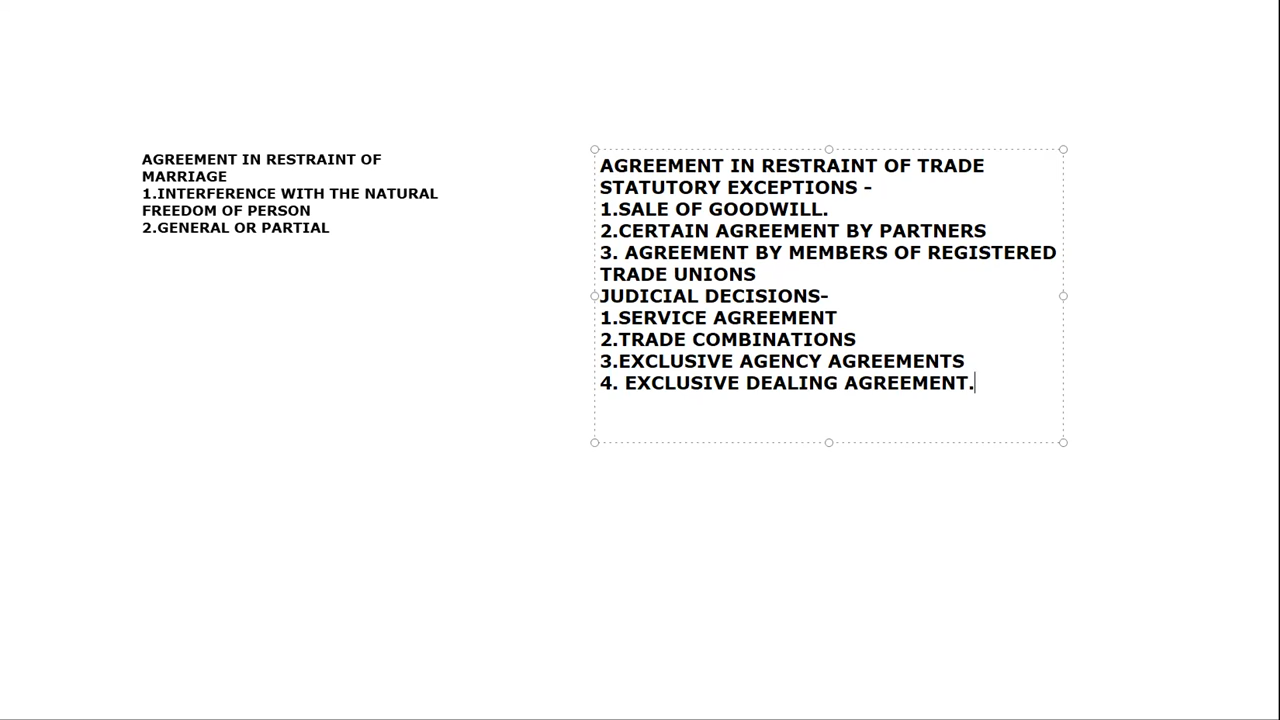 AGREEMENT IN RESTRAINT OF
MARRIAGE
1.INTERFERENCE WITH THE NATURAL
FREEDOM OF PERSON
2.GENERAL OR PARTIAL
AGREEMENT IN RESTRAINT OF TRADE
STATUTORY EXCEPTIONS –
1.SALE OF GOODWILL.
2.CERTAIN AGREEMENT BY PARTNERS
3. AGREEMENT BY MEMBERS OF REGISTERED
TRADE UNIONS
JUDICIAL DECISIONS-
1.SERVICE AGREEMENT
2.TRADE COMBINATIONS
3.EXCLUSIVE AGENCY AGREEMENTS
4. EXCLUSIVE DEALING AGREEMENT.